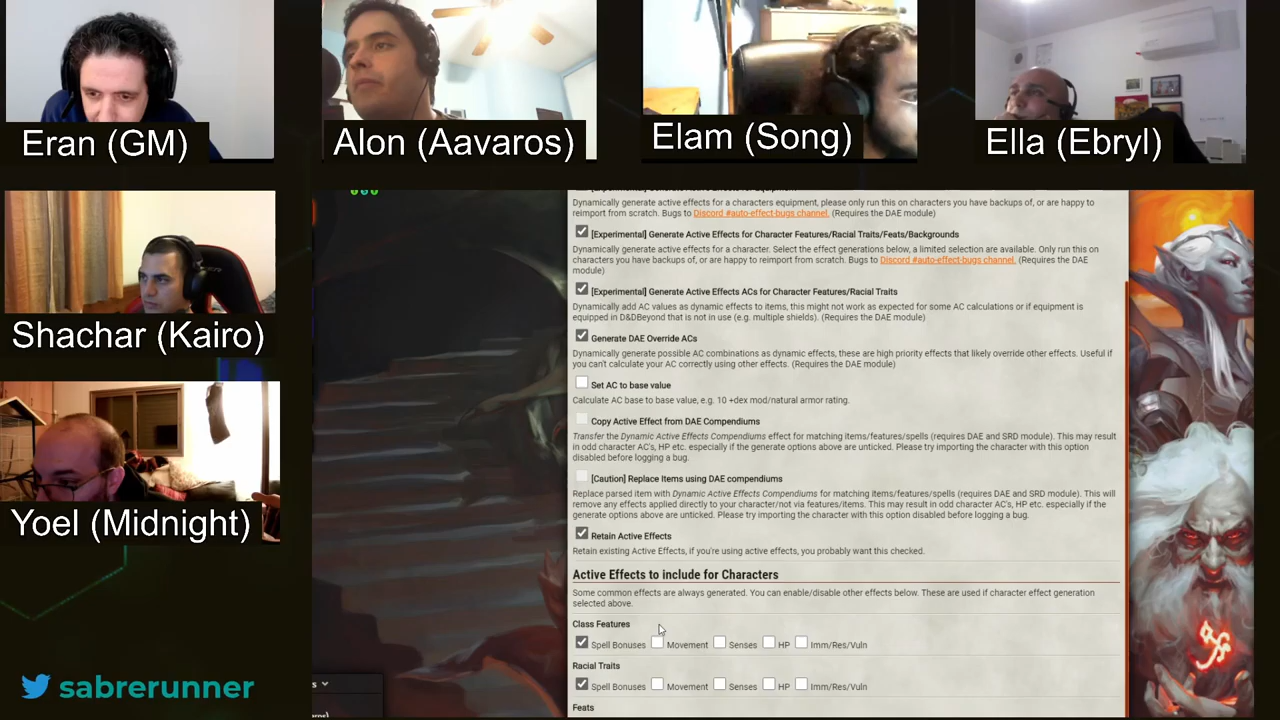 Eran (GM)
Alon (Aavaros)
Elam (Song)
Ella (Ebryl)
Shachar (Kairo)
Yoel (Midnight)
sabrerunner
[Experimental] Generate Active Effects for Equipment
Dynamically generate active effects for a characters equipment, please only run this on characters you have backups of, or are happy to
reimport from scratch. Bugs to Discord #auto-effect-bugs channel. (Requires the DAE module)
[Experimental] Generate Active Effects for Character Features/Racial Traits/Feats/Backgrounds
Dynamically generate active effects for a character. Select the effect generations below, a limited selection are available. Only run this on
characters you have backups of, or are happy to reimport from scratch. Bugs to Discord #auto-effect-bugs channel. (Requires the DAE
module)
[Experimental] Generate Active Effects ACs for Character Features/Racial Traits
Dynamically add AC values as dynamic effects to items, this might not work as expected for some AC calculations or if equipment is
equipped in D&DBeyond that is not in use (e.g. multiple shields). (Requires the DAE module)
Generate DAE Override ACs
Dynamically generate possible AC combinations as dynamic effects, these are high priority effects that likely override other effects. Useful if
you can't calculate your AC correctly using other effects. (Requires the DAE module)
Set AC to base value
Calculate AC base to base value, e.g. 10 +dex mod/natural armor rating.
Copy Active Effect from DAE Compendiums
Transfer the Dynamic Active Effects Compendiums effect for matching items/features/spells (requires DAE and SRD module). This may result
in odd character AC's, HP etc. especially if the generate options above are unticked. Please try importing the character with this option
disabled before logging a bug.
[Caution] Replace Items using DAE compendiums
Replace parsed item with Dynamic Active Effects Compendiums for matching items/features/spells (requires DAE and SRD module). This will
remove any effects applied directly to your character/not via features/items. This may result in odd character AC's, HP etc. especially if the
generate options above are unticked. Please try importing the character with this option disabled before logging a bug.
Retain Active Effects
Retain existing Active Effects, if you're using active effects, you probably want this checked.
Active Effects to include for Characters
Some common effects are always generated. You can enable/disable other effects below. These are used if character effect generation
selected above.
Class Features
Spell Bonuses Movement Senses HP Imm/Res/Vuln
Racial Traits
Spell Bonuses Movement Senses HP Imm/Res/Vuln
Feats